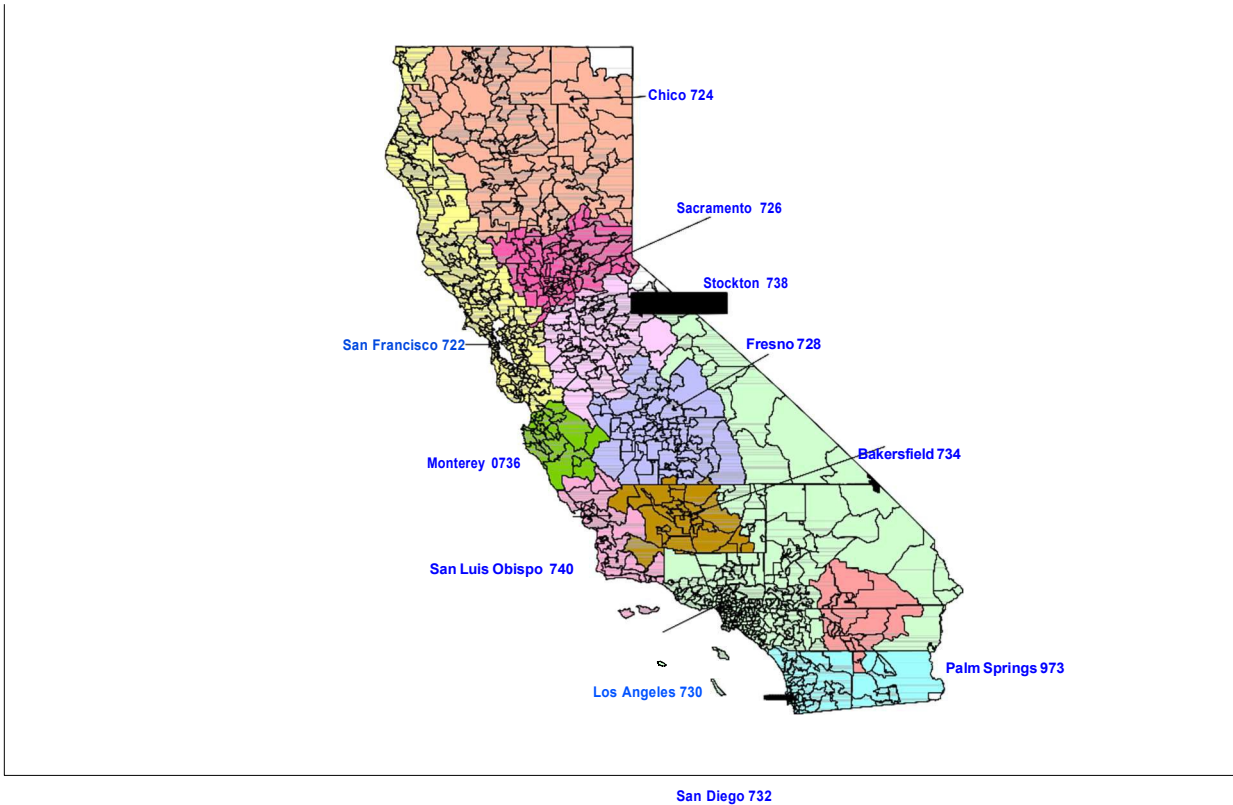 Chico 724
Sacramento 726
Stockton 738
San Francisco 722
Fresno 728
Bakersfield 734
Monterey 0736
San Luis Obispo 740
Palm Springs 973
Los Angeles 730
San Diego 732